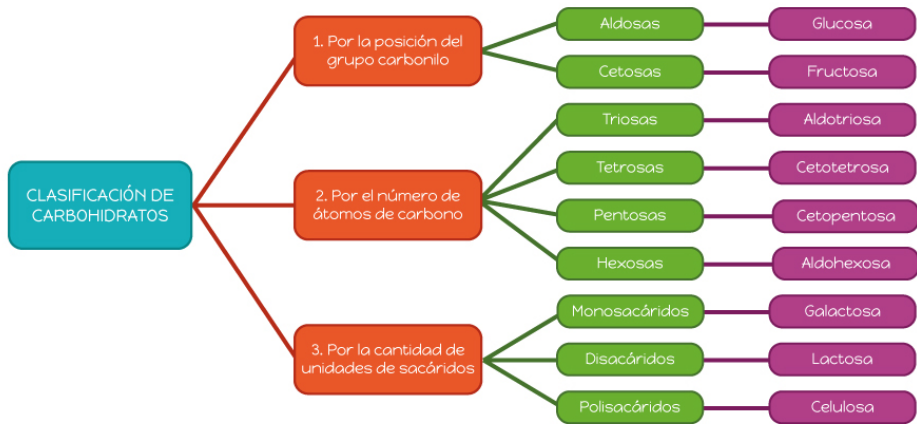 CLASIFICACIÓN DE
CARBOHIDRATOS
1. Por la posición del
grupo carbonilo
Aldosas
Glucosa
Cetosas
Fructosa
2. Por el número de
átomos de carbono
Triosas
Aldotriosa
Tetrosas
Cetotetrosa
Pentosas
Cetopentosa
Hexosas
Aldohexosa
3. Por la cantidad de
unidades de sacáridos
Monosacáridos
Galactosa
Disacáridos
Lactosa
Polisacáridos
Celulosa